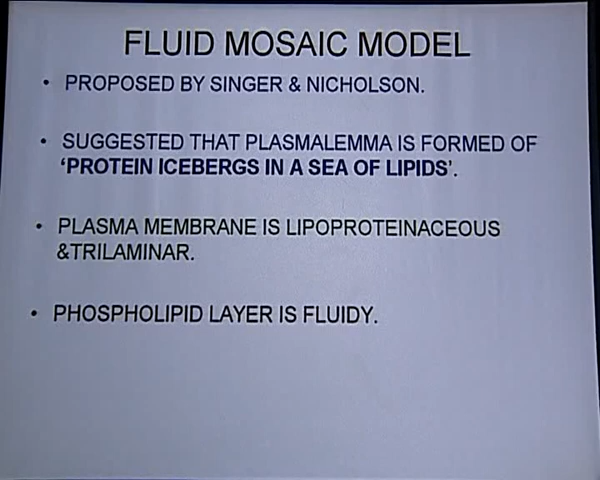 FLUID MOSAIC MODEL
• PROPOSED BY SINGER & NICHOLSON.
• SUGGESTED THAT PLASMALEMMA IS FORMED OF
‘PROTEIN ICEBERGS IN A SEA OF LIPIDS’.
• PLASMA MEMBRANE IS LIPOPROTEINACEOUS
&TRILAMINAR.
• PHOSPHOLIPID LAYER IS FLUIDY.